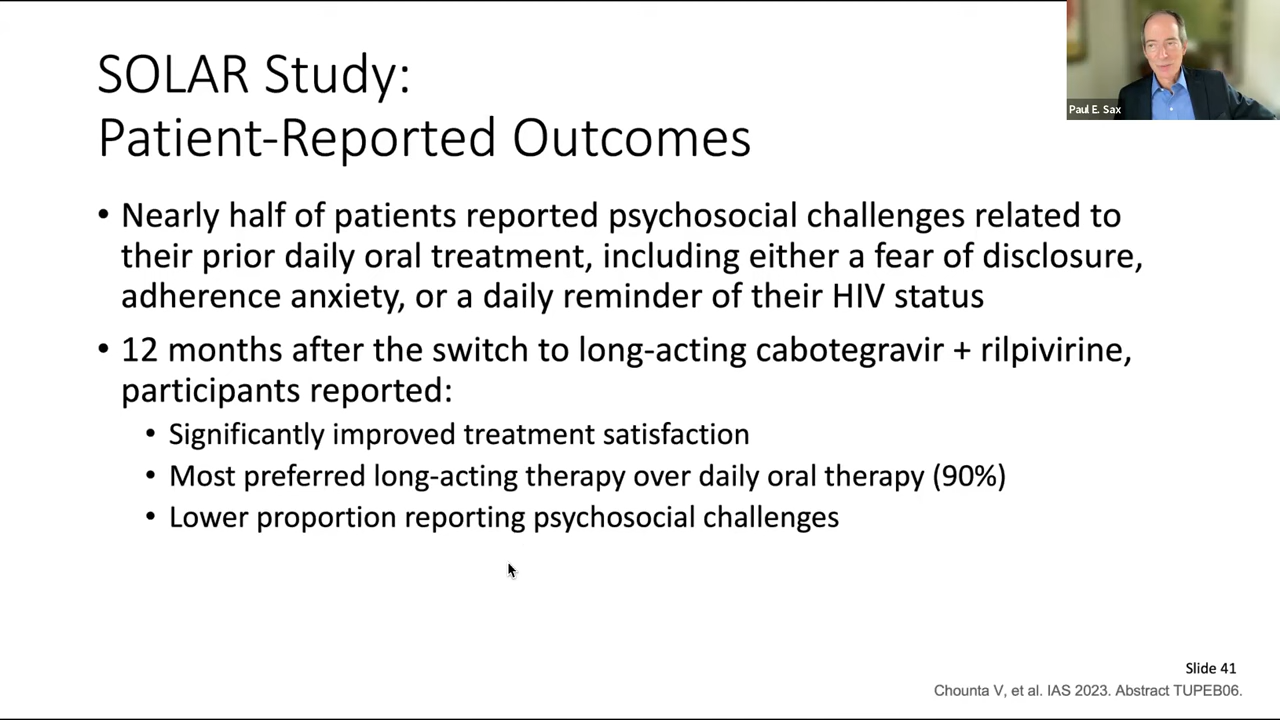 SOLAR Study:
Patient-Reported Outcomes
Paul E. Sax
• Nearly half of patients reported psychosocial challenges related to
their prior daily oral treatment, including either a fear of disclosure,
adherence anxiety, or a daily reminder of their HIV status
• 12 months after the switch to long-acting cabotegravir + rilpivirine,
participants reported:
• Significantly improved treatment satisfaction
• Most preferred long-acting therapy over daily oral therapy (90%)
• Lower proportion reporting psychosocial challenges
Slide 41
Chounta V, et al. IAS 2023. Abstract TUPEB06.